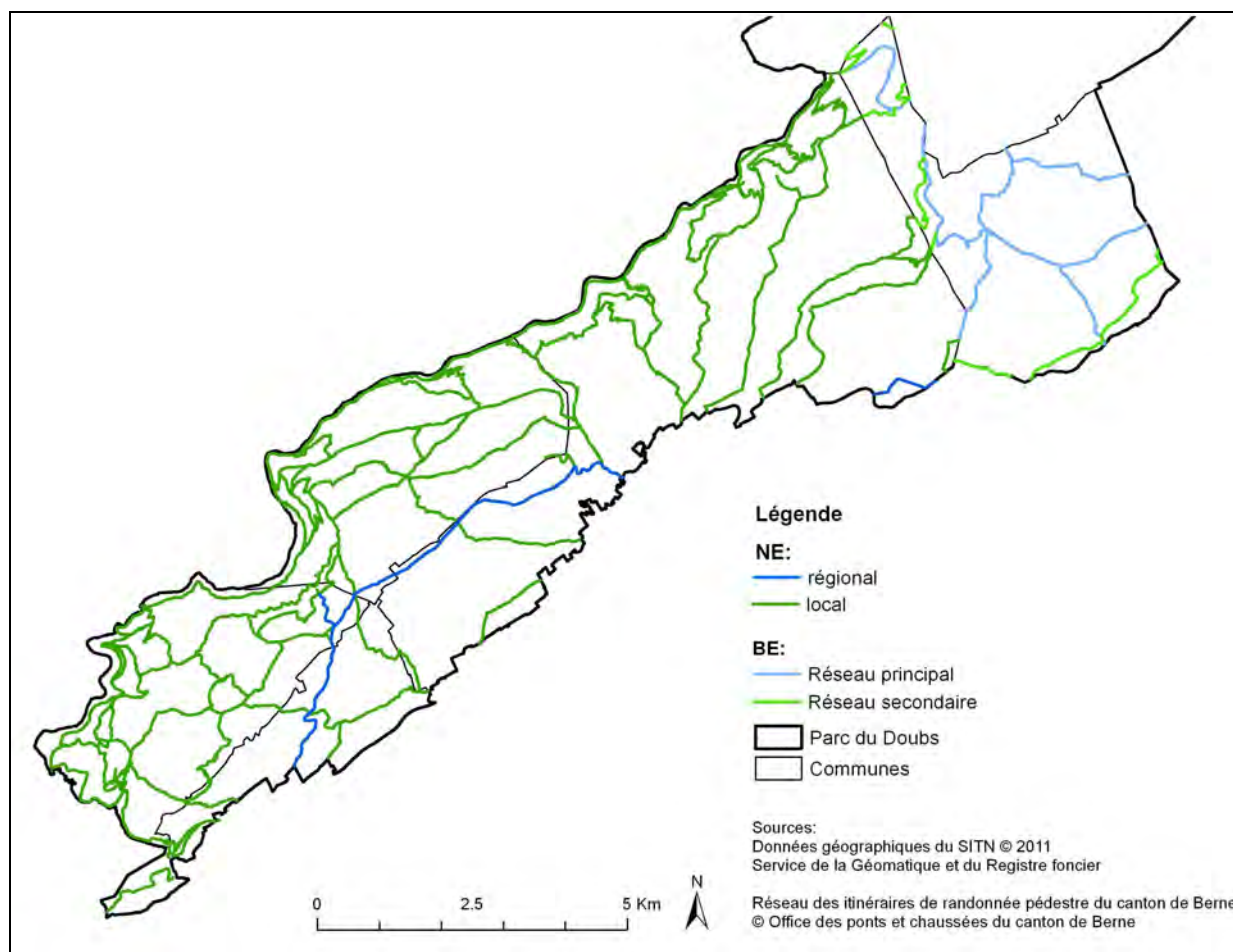 Légende
NE:
régional
local
BE:
Réseau principal
Réseau secondaire
Parc du Doubs
Communes
Sources:
Données géographiques du SITN © 2011
Service de la Géomatique et du Registre foncier
Réseau des itinéraires de randonnée pédestre du canton de Berne
© Office des ponts et chaussées du canton de Berne
0 2.5 5 Km
N